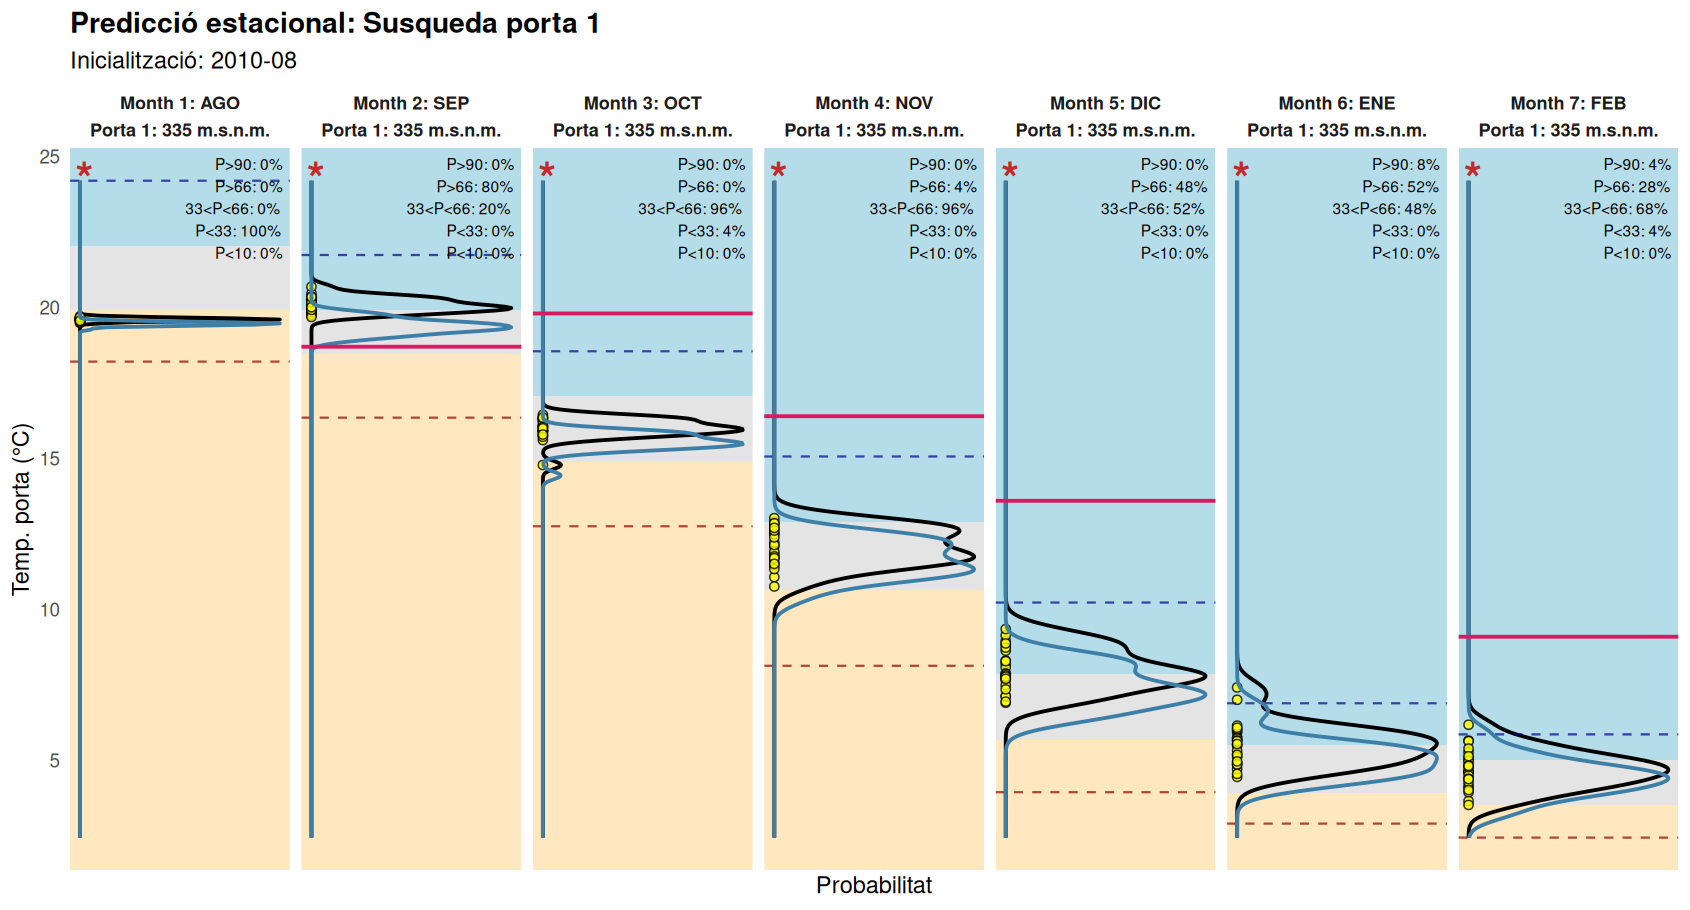 Predicció estacional: Susqueda porta 1
Inicialització: 2010-08
Month 1: AGO
Porta 1: 335 m.s.n.m.
Month 2: SEP
Porta 1: 335 m.s.n.m.
Month 3: OCT
Porta 1: 335 m.s.n.m.
Month 4: NOV
Porta 1: 335 m.s.n.m.
Month 5: DIC
Porta 1: 335 m.s.n.m.
Month 6: ENE
Porta 1: 335 m.s.n.m.
Month 7: FEB
Porta 1: 335 m.s.n.m.
Temp. porta (°C)
25
20
15
10
5
*
P>90: 0%
P>66: 0%
33<P<66: 0%
P<33: 100%
P<10: 0%
*
P>90: 0%
P>66: 80%
33<P<66: 20%
P<33: 0%
P<10: 0%
*
P>90: 0%
P>66: 0%
33<P<66: 96%
P<33: 4%
P<10: 0%
*
P>90: 0%
P>66: 4%
33<P<66: 96%
P<33: 0%
P<10: 0%
*
P>90: 0%
P>66: 48%
33<P<66: 52%
P<33: 0%
P<10: 0%
*
P>90: 8%
P>66: 52%
33<P<66: 48%
P<33: 0%
P<10: 0%
*
P>90: 4%
P>66: 28%
33<P<66: 68%
P<33: 4%
P<10: 0%
Probabilitat